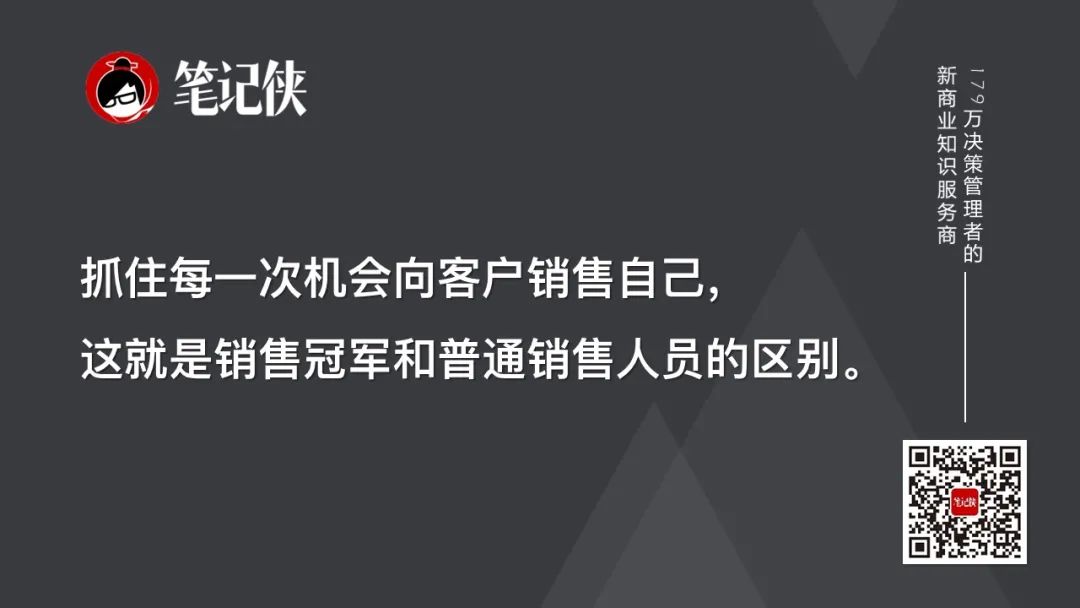 笔记侠
179万决策管理者的
新商业知识服务商
抓住每一次机会向客户销售自己，
这就是销售冠军和普通销售人员的区别。
笔记侠